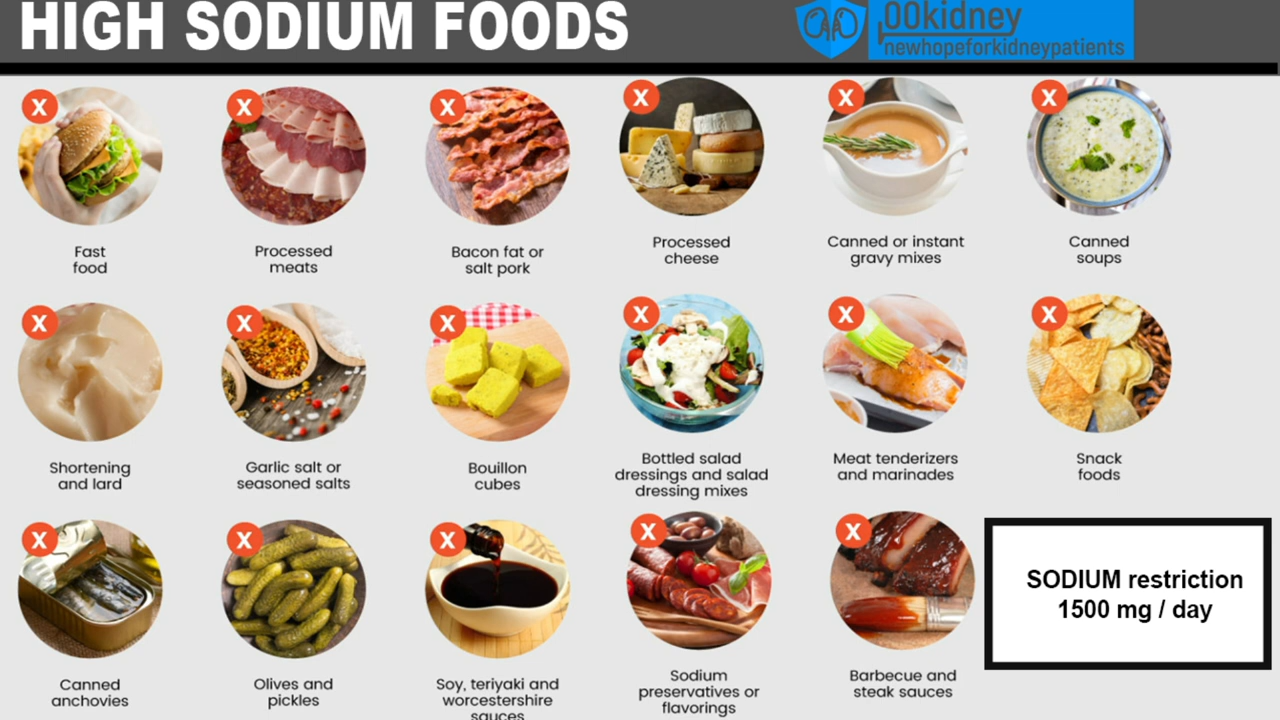 HIGH SODIUM FOODS
00kidney
newhopeforkidneypatients
X
X
X
X
X
X
Fast
food
Processed
meats
Bacon fat or
salt pork
Processed
cheese
Canned or instant
gravy mixes
Canned
soups
X
X
X
X
X
X
Shortening
and lard
Garlic salt or
seasoned salts
Bouillon
cubes
Bottled salad
dressings and salad
dressing mixes
Meat tenderizers
and marinades
Snack
foods
X
X
X
X
X
Canned
anchovies
Olives and
pickles
Soy, teriyaki and
worcestershire
sauces
Sodium
preservatives or
flavorings
Barbecue and
steak sauces
SODIUM restriction
1500 mg / day